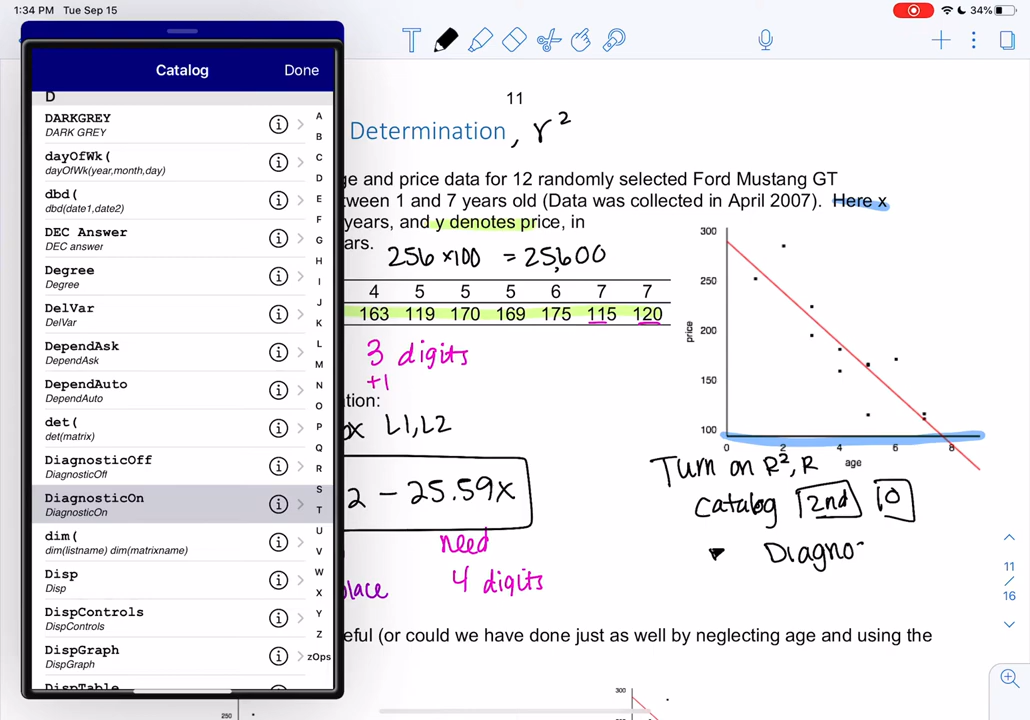 1:34 PM Tue Sep 15
34%
Catalog Done
D
DARKGREY
DARK GREY
dayOfWk(
dayOfWk(year,month,day)
dbd(
dbd(date1,date2)
DEC Answer
DEC answer
Degree
Degree
DelVar
DelVar
DependAsk
DependAsk
DependAuto
DependAuto
det(
det(matrix)
DiagnosticOff
DiagnosticOff
DiagnosticOn
DiagnosticOn
dim(
dim(listname) dim(matrixname)
Disp
Disp
DispControls
DispControls
DispGraph
DispGraph
DispTable
A
B
C
D
E
F
G
H
I
J
K
L
M
N
O
P
Q
R
S
T
U
V
W
X
Y
Z
zOps
11
Determination, r²
ge and price data for 12 randomly selected Ford Mustang GT
tween 1 and 7 years old (Data was collected in April 2007). Here x
years, and y denotes price, in
ars. 256 x100 = 25,600
4 5 5 5 6 7 7
163 119 170 169 175 115 120
3 digits
+1
tion:
bx L1, L2
2 - 25.59x
need
4 digits
place
300
250
200
150
100
price
0 2 4 6 8
age
Turn on R², R
Catalog 2nd 0
Diagno
eful (or could we have done just as well by neglecting age and using the
300
250
11
/
16